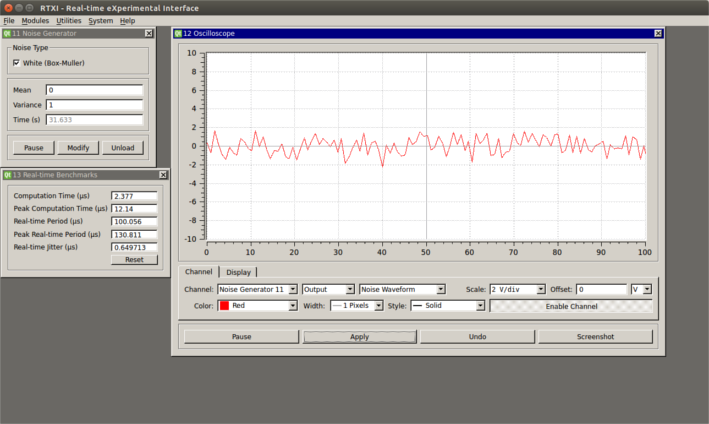 RTXI - Real-time eXperimental Interface
File Modules Utilities System Help
Qt 11 Noise Generator
Noise Type
White (Box-Muller)
Mean 0
Variance 1
Time (s) 31.633
Pause Modify Unload
Qt 13 Real-time Benchmarks
Computation Time (µs) 2.377
Peak Computation Time (µs) 12.14
Real-time Period (µs) 100.056
Peak Real-time Period (µs) 130.811
Real-time Jitter (µs) 0.649713
Reset
Qt 12 Oscilloscope
10
8
6
4
2
0
-2
-4
-6
-8
-10
0 10 20 30 40 50 60 70 80 90 100
Channel Display
Channel: Noise Generator 11 Output Noise Waveform Scale: 2 V/div Offset: 0 V
Color: Red Width: 1 Pixels Style: Solid Enable Channel
Pause Apply Undo Screenshot